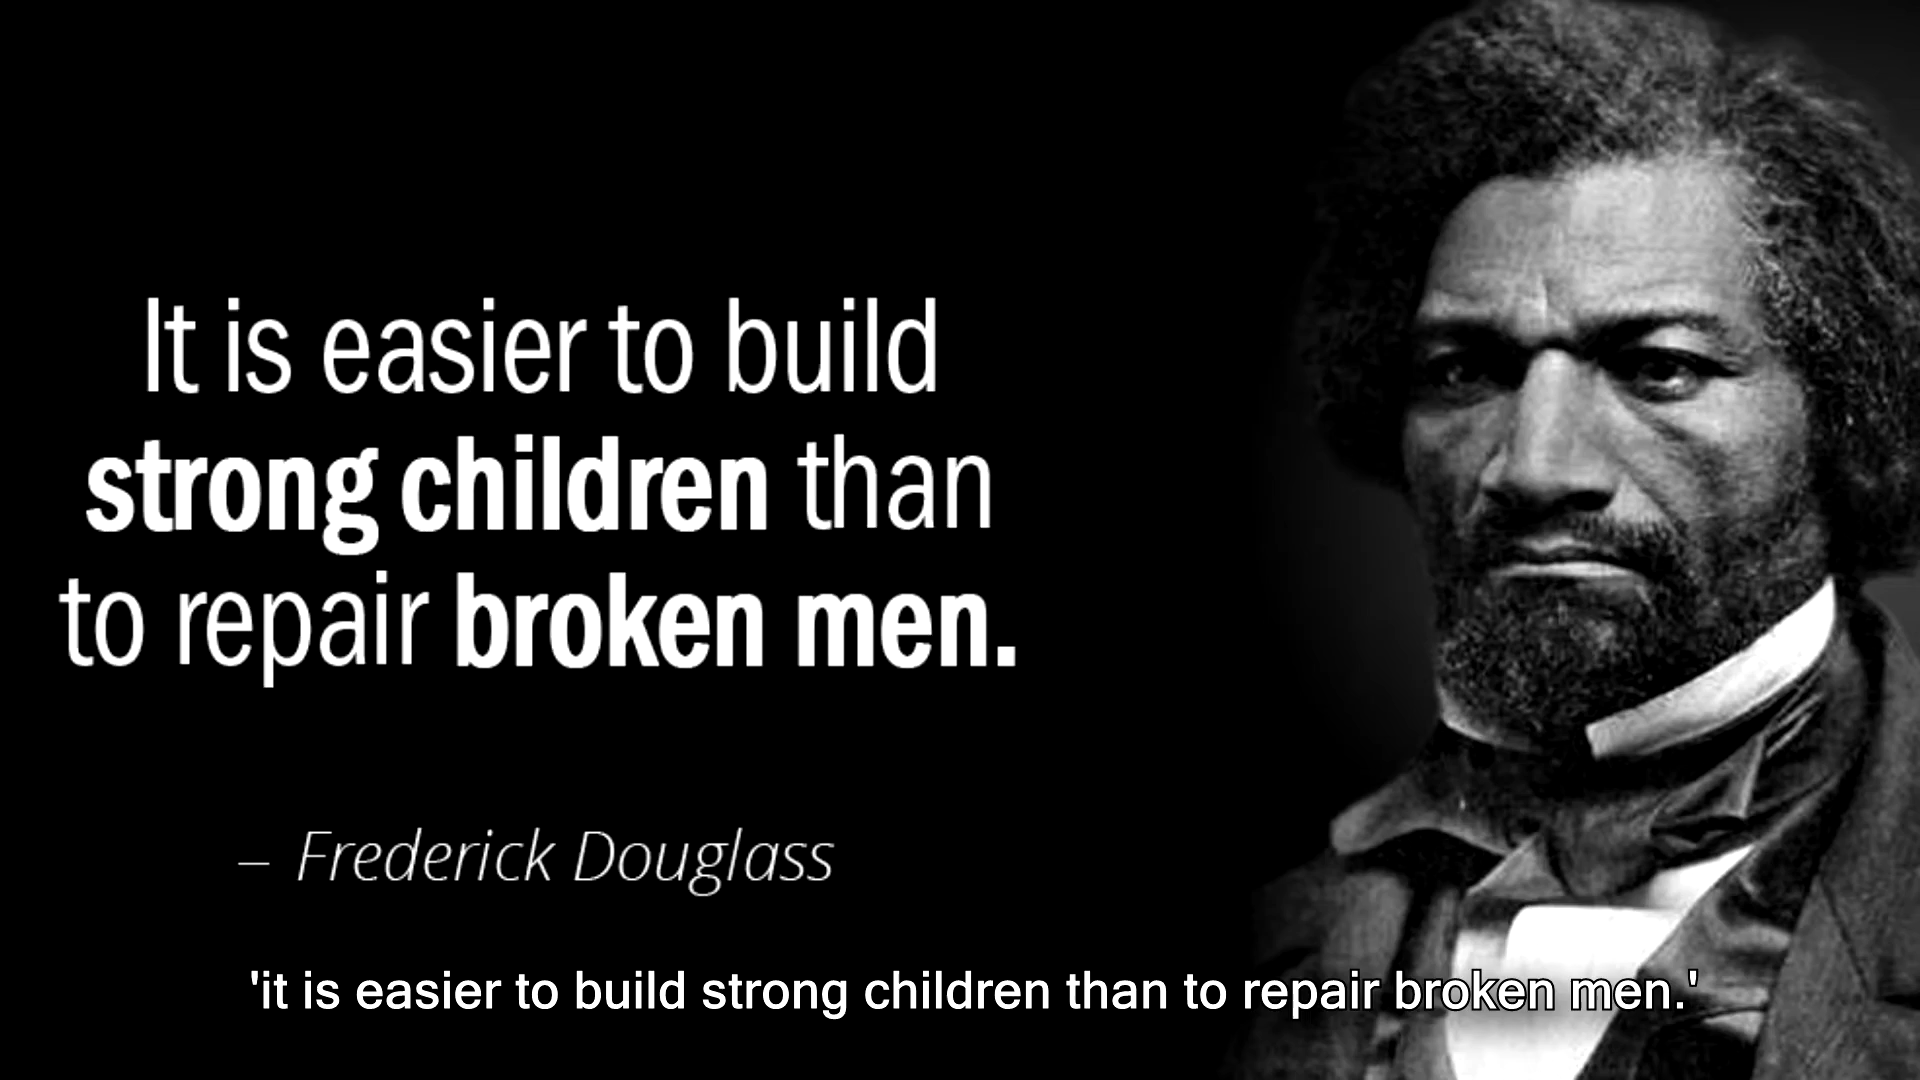 It is easier to build
strong children than
to repair broken men.
– Frederick Douglass
'it is easier to build strong children than to repair broken men.'